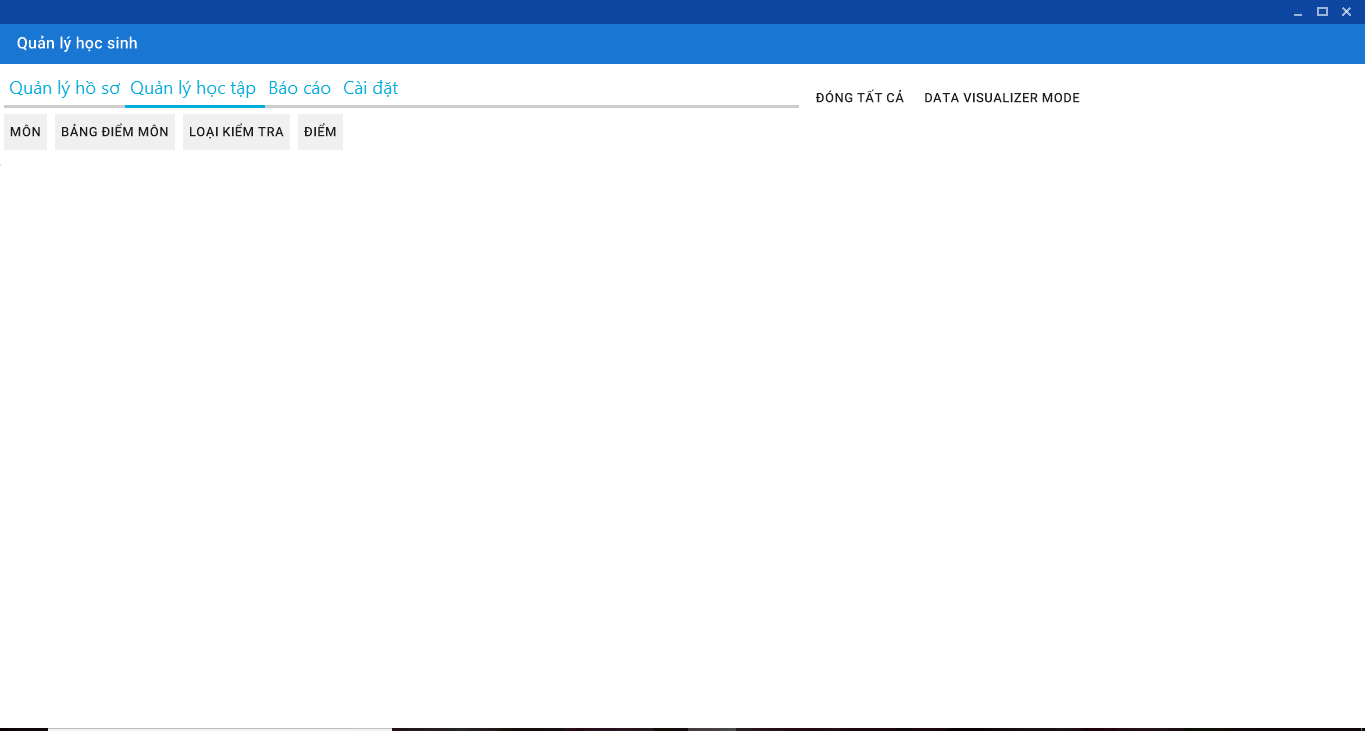 Quản lý học sinh
Quản lý hồ sơ Quản lý học tập Báo cáo Cài đặt
ĐÓNG TẤT CẢ DATA VISUALIZER MODE
MÔN BẢNG ĐIỂM MÔN LOẠI KIỂM TRA ĐIỂM